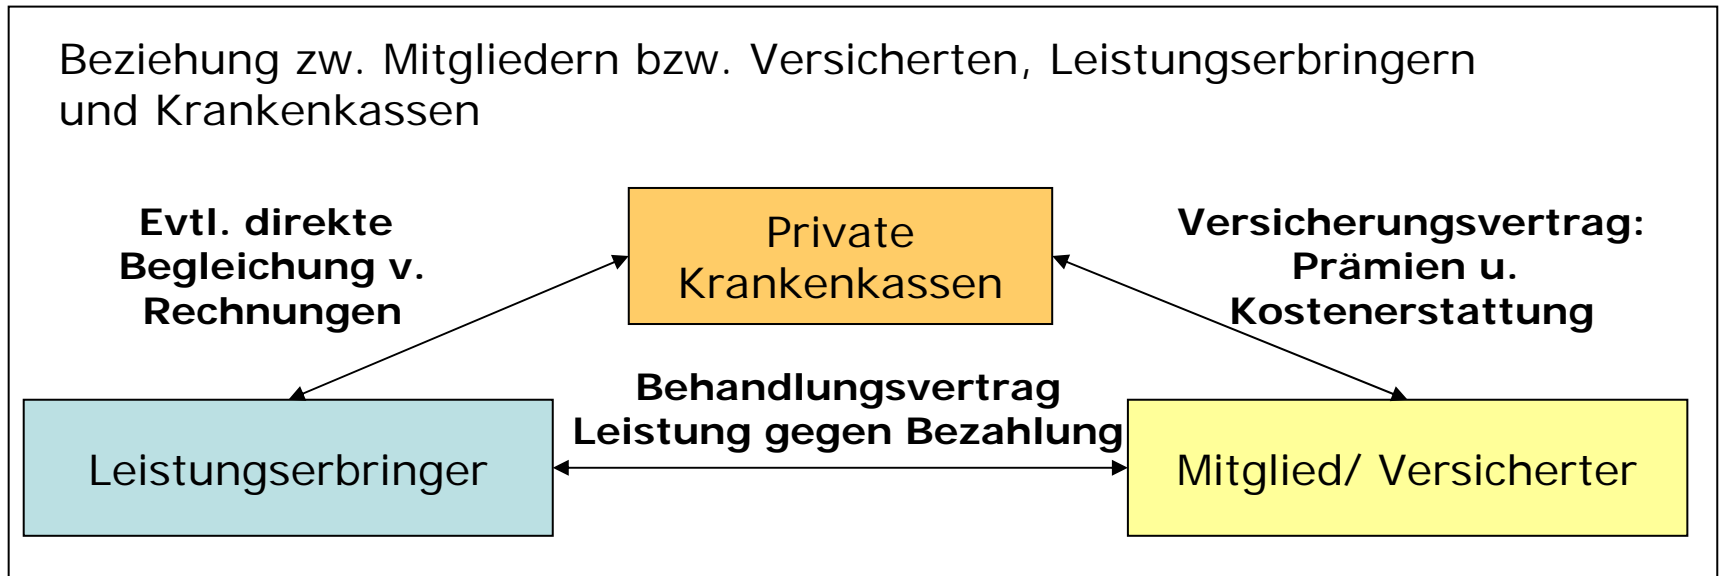 Beziehung zw. Mitgliedern bzw. Versicherten, Leistungserbringern
und Krankenkassen
Evtl. direkte
Begleichung v.
Rechnungen
Private
Krankenkassen
Versicherungsvertrag:
Prämien u.
Kostenerstattung
Behandlungsvertrag
Leistung gegen Bezahlung
Leistungserbringer
Mitglied/ Versicherter